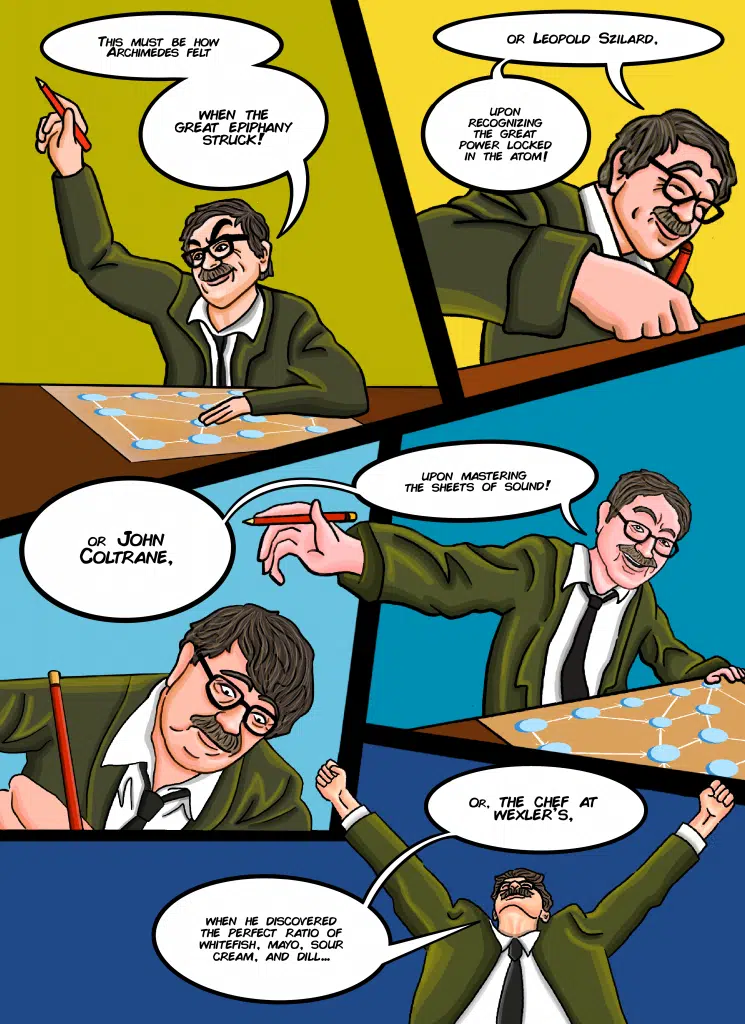 This must be how
Archimedes felt
when the
great epiphany
struck!
or Leopold Szilard,
upon
recognizing
the great
power locked
in the atom!
or John
Coltrane,
upon mastering
the sheets of sound!
Or, the chef at
Wexler's,
when he discovered
the perfect ratio of
whitefish, mayo, sour
cream, and dill...